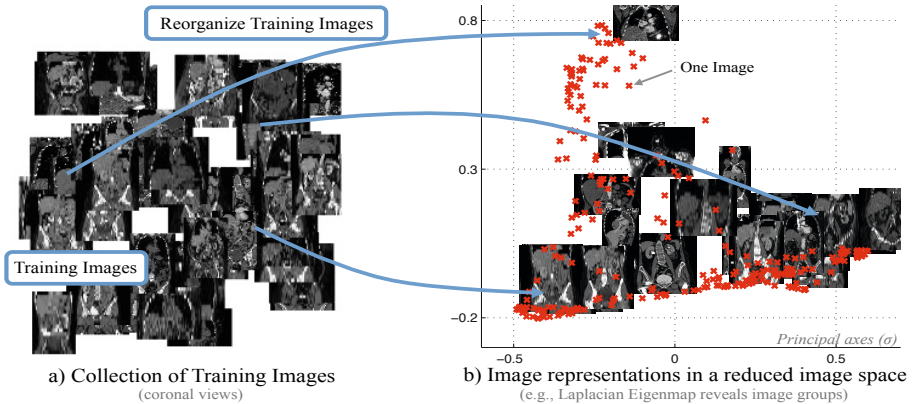 Reorganize Training Images
Training Images
a) Collection of Training Images
(coronal views)
0.8
0.3
−0.2
−0.5
0
0.5
One Image
Principal axes (σ)
b) Image representations in a reduced image space
(e.g., Laplacian Eigenmap reveals image groups)